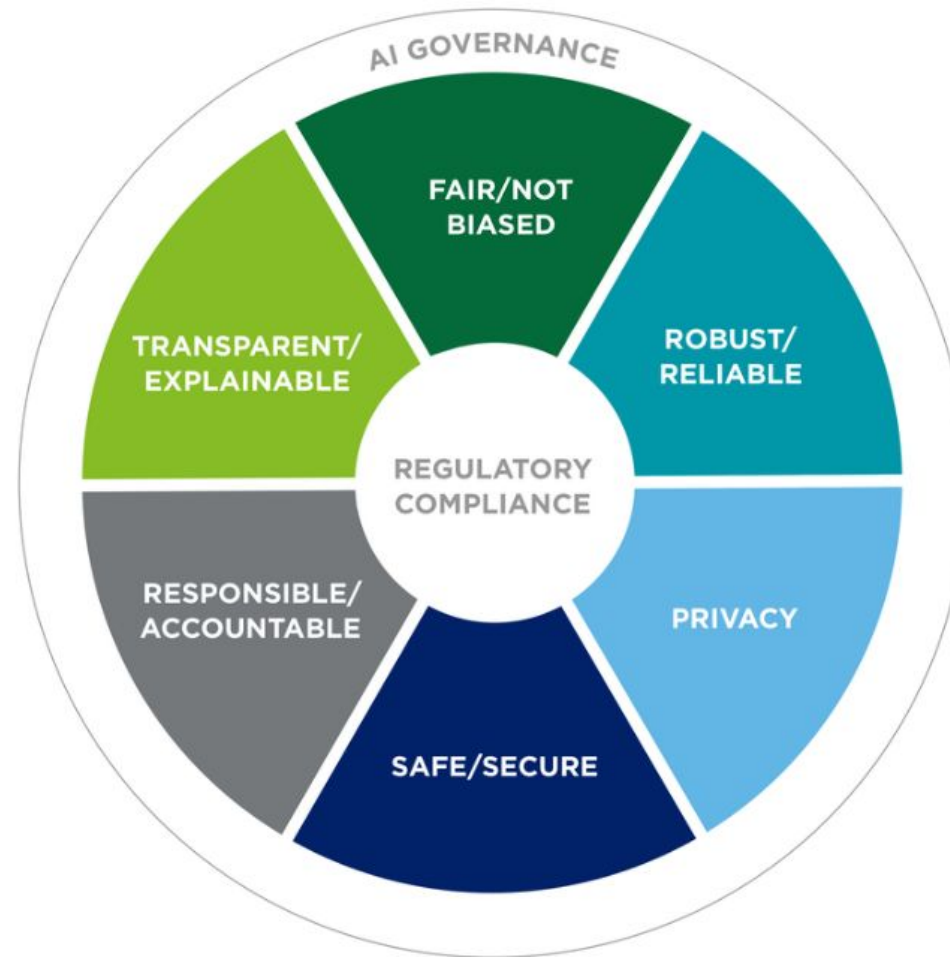 AI GOVERNANCE
FAIR/NOT
BIASED
ROBUST/
RELIABLE
PRIVACY
SAFE/SECURE
RESPONSIBLE/
ACCOUNTABLE
TRANSPARENT/
EXPLAINABLE
REGULATORY
COMPLIANCE